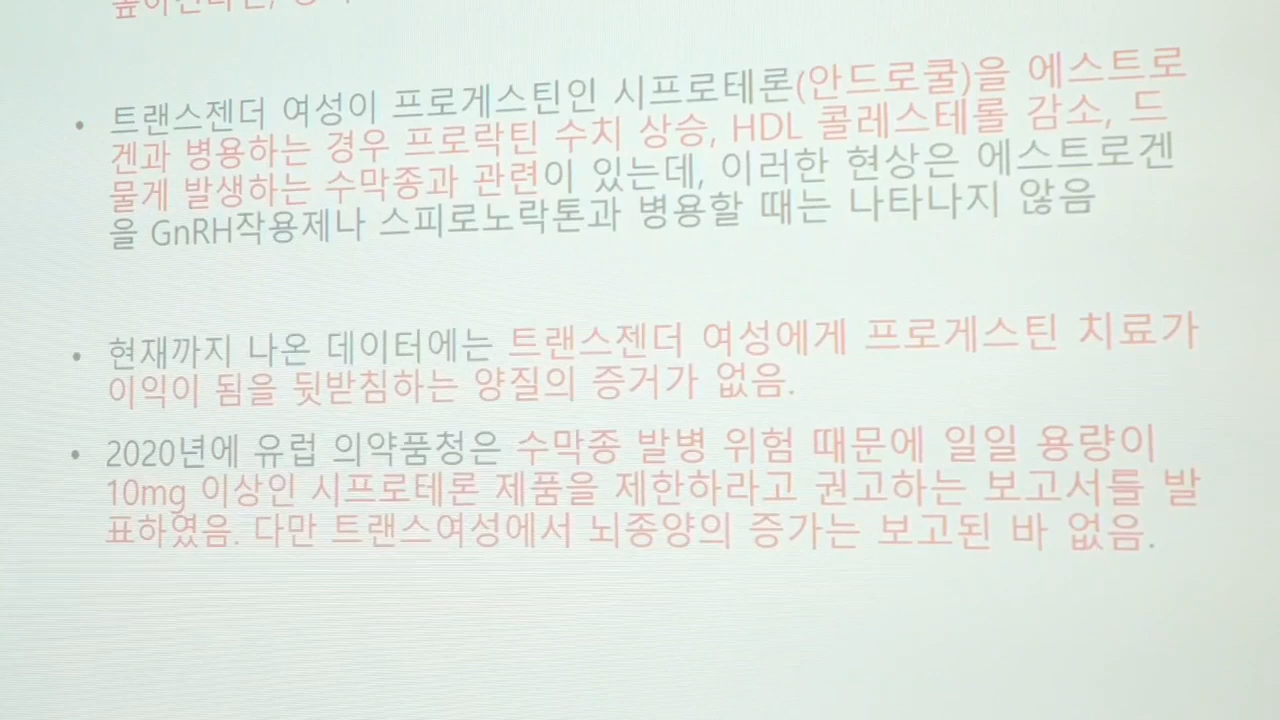 • 트랜스젠더 여성이 프로게스틴인 시프로테론(안드로쿨)을 에스트로
겐과 병용하는 경우 프로락틴 수치 상승, HDL 콜레스테롤 감소, 드
물게 발생하는 수막종과 관련이 있는데, 이러한 현상은 에스트로겐
을 GnRH작용제나 스피로노락톤과 병용할 때는 나타나지 않음
• 현재까지 나온 데이터에는 트랜스젠더 여성에게 프로게스틴 치료가
이익이 됨을 뒷받침하는 양질의 증거가 없음.
• 2020년에 유럽 의약품청은 수막종 발병 위험 때문에 일일 용량이
10mg 이상인 시프로테론 제품을 제한하라고 권고하는 보고서를 발
표하였음. 다만 트랜스여성에서 뇌종양의 증가는 보고된 바 없음.